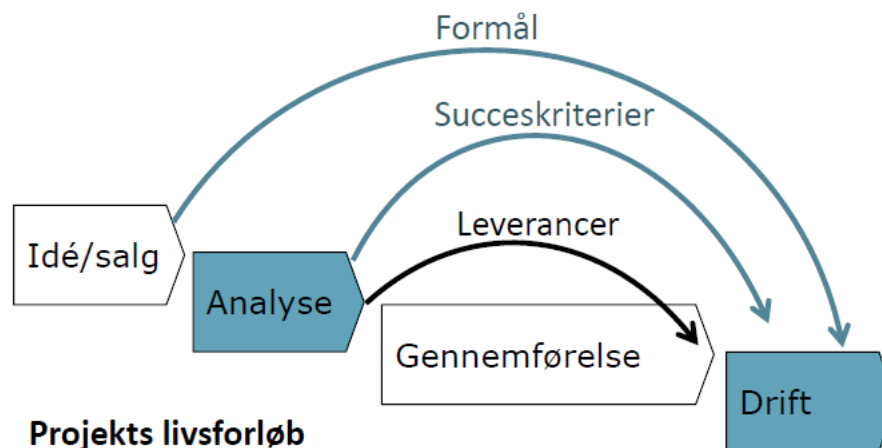 Formål
Succeskriterier
Leverancer
Idé/salg
Analyse
Gennemførelse
Drift
Projekts livsforløb